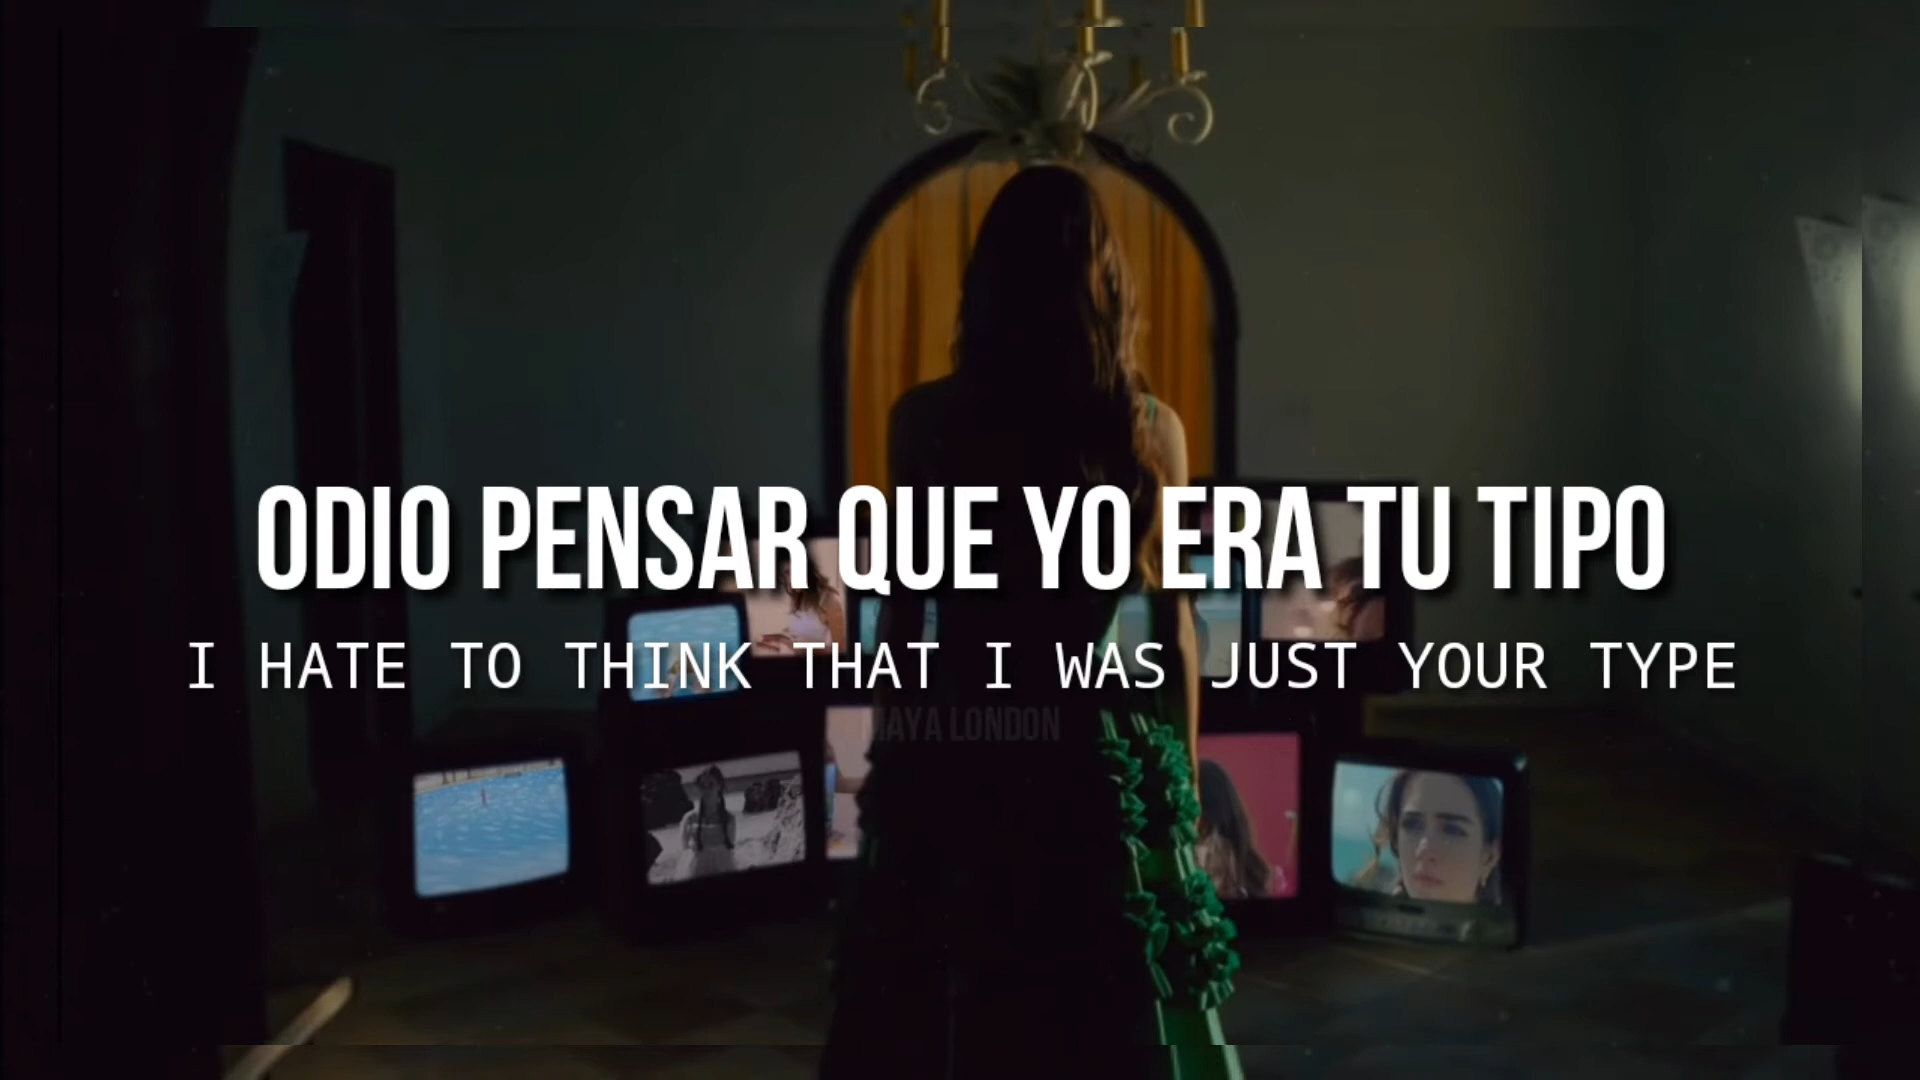 ODIO PENSAR QUE YO ERA TU TIPO
I HATE TO THINK THAT I WAS JUST YOUR TYPE
MAYA LONDON